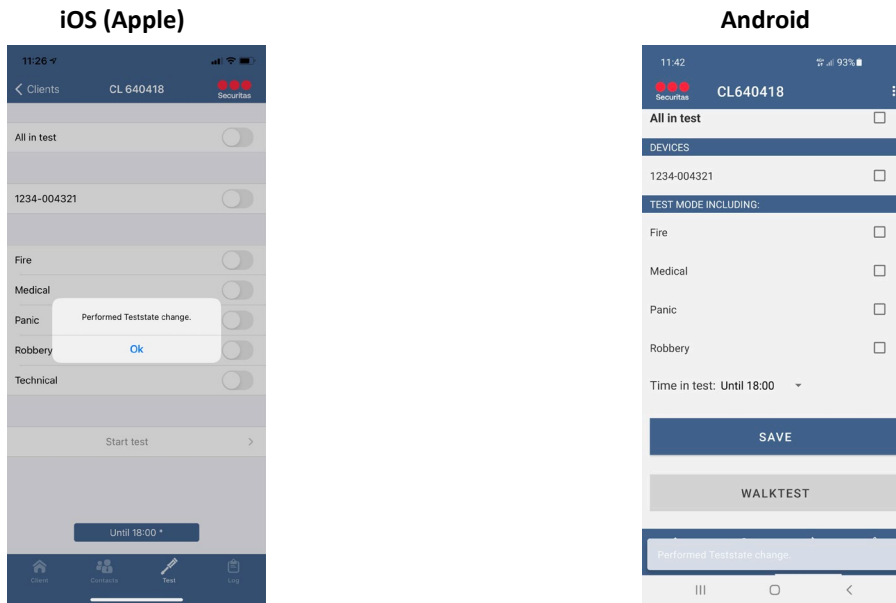 iOS (Apple)
11:26
Clients CL 640418 Securitas
All in test
1234-004321
Fire
Medical
Panic
Robbery
Technical
Performed Teststate change.
Ok
Start test
Until 18:00 *
Client Contacts Test Log
Android
11:42 93%
Securitas CL640418
All in test
DEVICES
1234-004321
TEST MODE INCLUDING:
Fire
Medical
Panic
Robbery
Time in test: Until 18:00
SAVE
WALKTEST
Performed Teststate change.